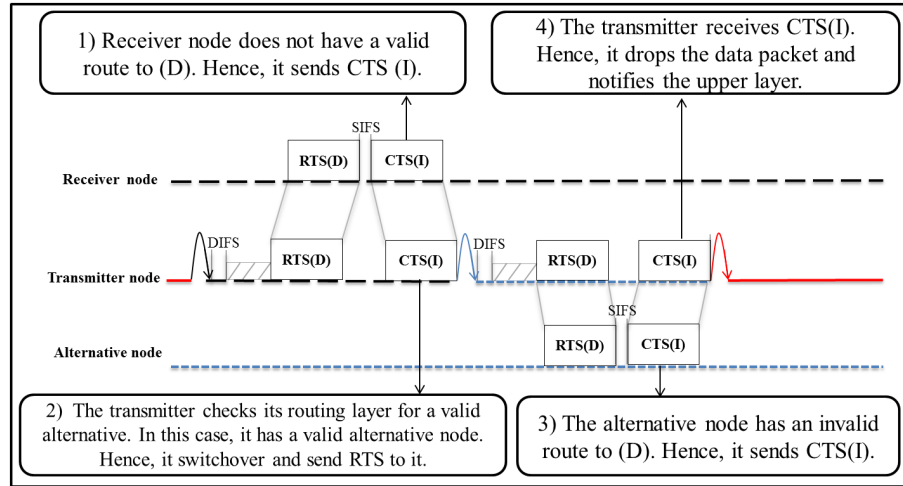 1) Receiver node does not have a valid
route to (D). Hence, it sends CTS (I).
4) The transmitter receives CTS(I).
Hence, it drops the data packet and
notifies the upper layer.
SIFS
RTS(D)
CTS(I)
Receiver node
DIFS
RTS(D)
CTS(I)
DIFS
RTS(D)
CTS(I)
Transmitter node
SIFS
RTS(D)
CTS(I)
Alternative node
2) The transmitter checks its routing layer for a valid
alternative. In this case, it has a valid alternative node.
Hence, it switchover and send RTS to it.
3) The alternative node has an invalid
route to (D). Hence, it sends CTS(I).